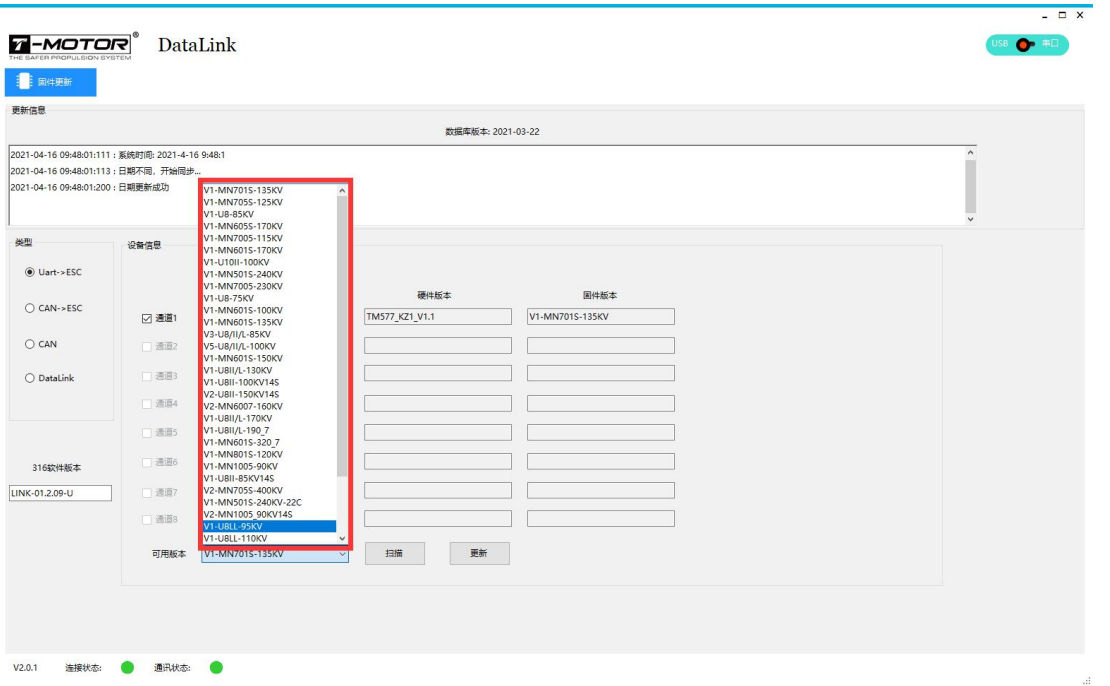 T-MOTOR®
THE SAFER PROPULSION SYSTEM
DataLink
USB 串口
固件更新
更新信息
数据库版本: 2021-03-22
2021-04-16 09:48:01:111 : 系统时间: 2021-4-16 9:48:1
2021-04-16 09:48:01:113 : 日期不同，开始同步...
2021-04-16 09:48:01:200 : 日期更新成功
类型
Uart->ESC
CAN->ESC
CAN
DataLink
316软件版本
LINK-01.2.09-U
设备信息
硬件版本 固件版本
通道1 TM577_KZ1_V1.1 V1-MN701S-135KV
通道2
通道3
通道4
通道5
通道6
通道7
通道8
V1-MN701S-135KV
V1-MN705S-125KV
V1-U8-85KV
V1-MN605S-170KV
V1-MN7005-115KV
V1-MN601S-170KV
V1-U10II-100KV
V1-MN501S-240KV
V1-MN7005-230KV
V1-U8-75KV
V1-MN601S-100KV
V1-MN601S-135KV
V3-U8/II/L-85KV
V5-U8/II/L-100KV
V1-MN601S-150KV
V1-U8II/L-130KV
V1-U8II-100KV14S
V2-U8II-150KV14S
V2-MN6007-160KV
V1-U8II/L-170KV
V1-U8II/L-190_7
V1-MN601S-320_7
V1-MN801S-120KV
V1-MN1005-90KV
V1-U8II-85KV14S
V2-MN705S-400KV
V1-MN501S-240KV-22C
V2-MN1005_90KV14S
V1-U8LL-95KV
V1-U8LL-110KV
可用版本 V1-MN701S-135KV 扫描 更新
V2.0.1 连接状态: 通讯状态: